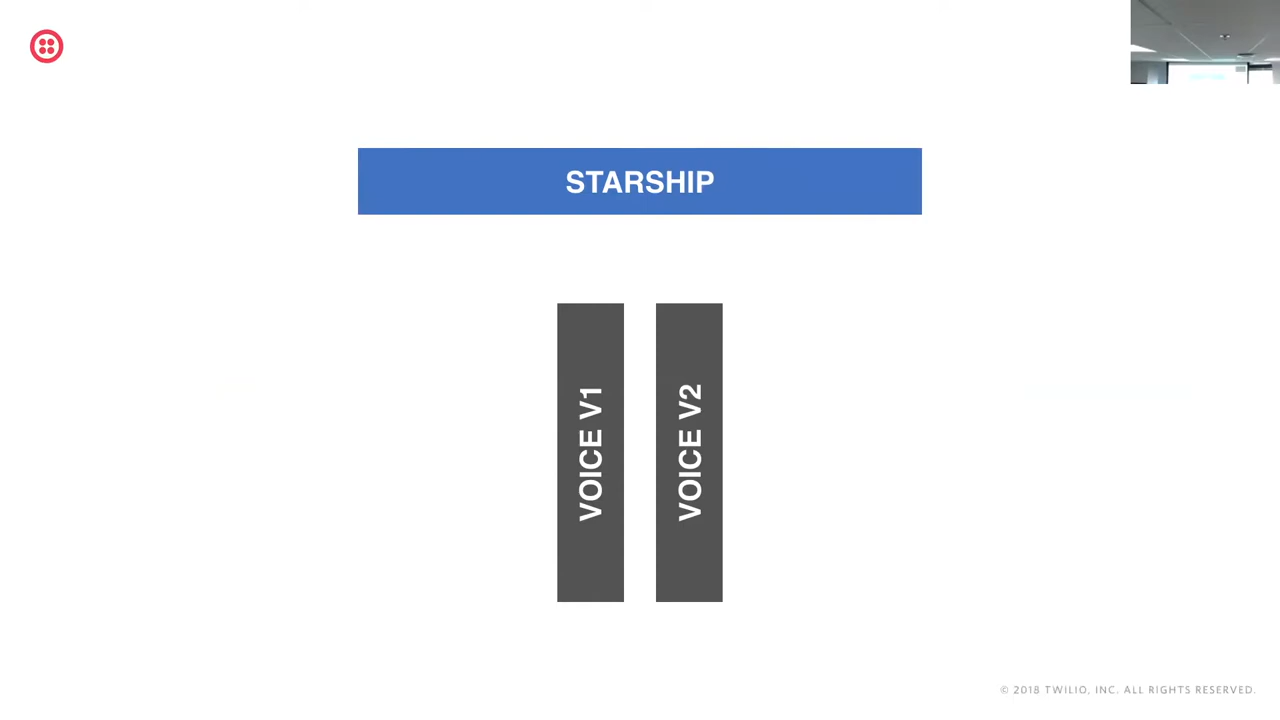 STARSHIP
VOICE V1
VOICE V2
© 2018 TWILIO, INC. ALL RIGHTS RESERVED.